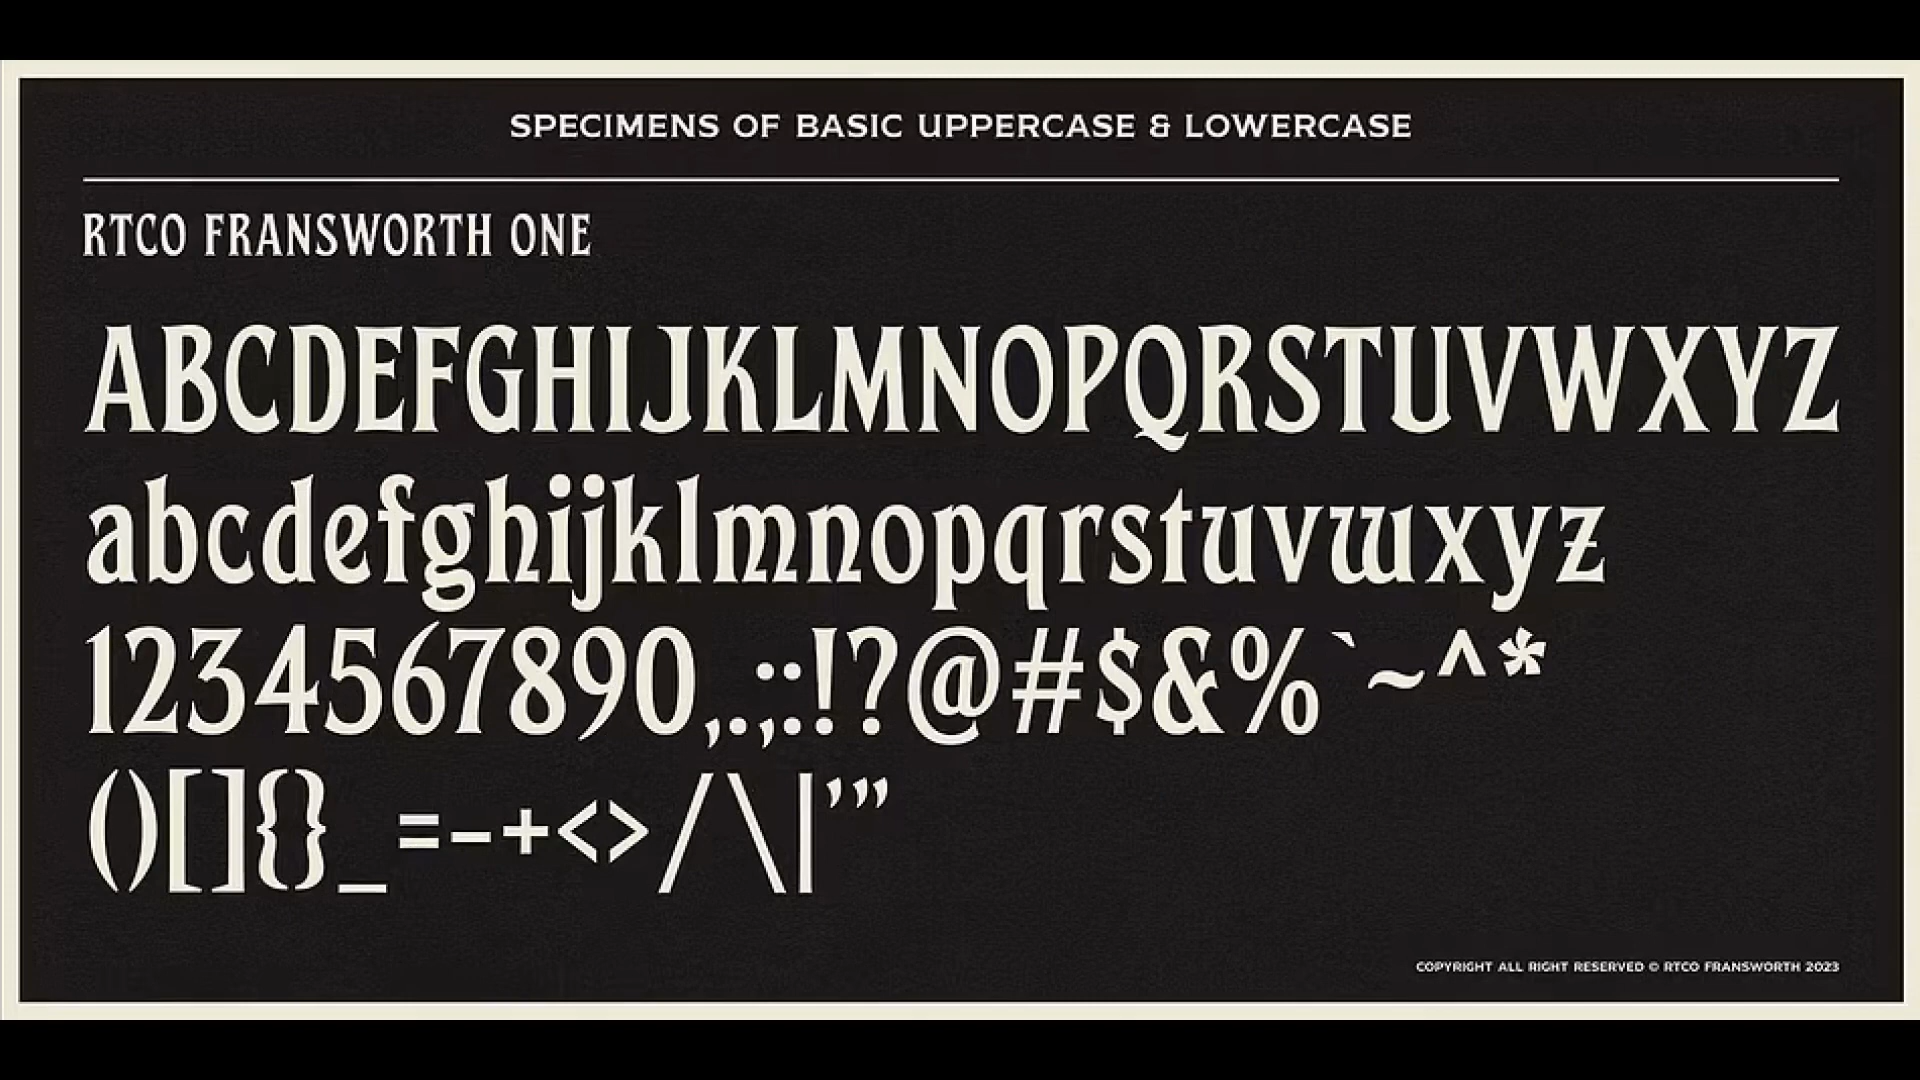 SPECIMENS OF BASIC UPPERCASE & LOWERCASE
RTCO FRANSWORTH ONE
ABCDEFGHIJKLMNOPQRSTUVWXYZ
abcdefghijklmnopqrstuvwxyz
1234567890,.;:!?@#$&%`~^*
()[]{}_=-+<>/\|’”
COPYRIGHT ALL RIGHT RESERVED © RTCO FRANSWORTH 2023